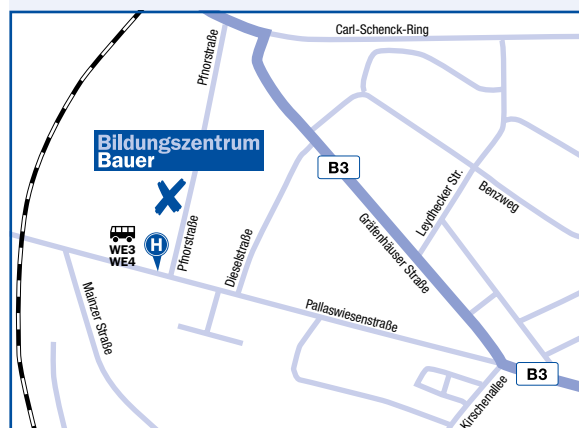 Carl-Schenck-Ring
Pfnorstraße
Bildungszentrum
Bauer
B3
Leydhecker Str.
Benzweg
Gräfenhäuser Straße
WE3
WE4
H
Pfnorstraße
Dieselstraße
Mainzer Straße
Pallaswiesenstraße
B3
Kirschenallee